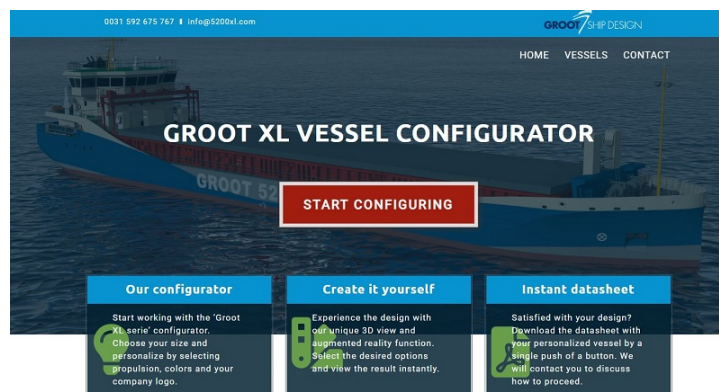 0031 592 675 767 I info@5200xl.com
GROOT SHIP DESIGN
HOME VESSELS CONTACT
GROOT XL VESSEL CONFIGURATOR
GROOT 52
START CONFIGURING
Our configurator
Start working with the ‘Groot
XL serie’ configurator.
Choose your size and
personalize by selecting
propulsion, colors and your
company logo.
Create it yourself
Experience the design with
our unique 3D view and
augmented reality function.
Select the desired options
and view the result instantly.
Instant datasheet
Satisfied with your design?
Download the datasheet with
your personalized vessel by a
single push of a button. We
will contact you to discuss
how to proceed.